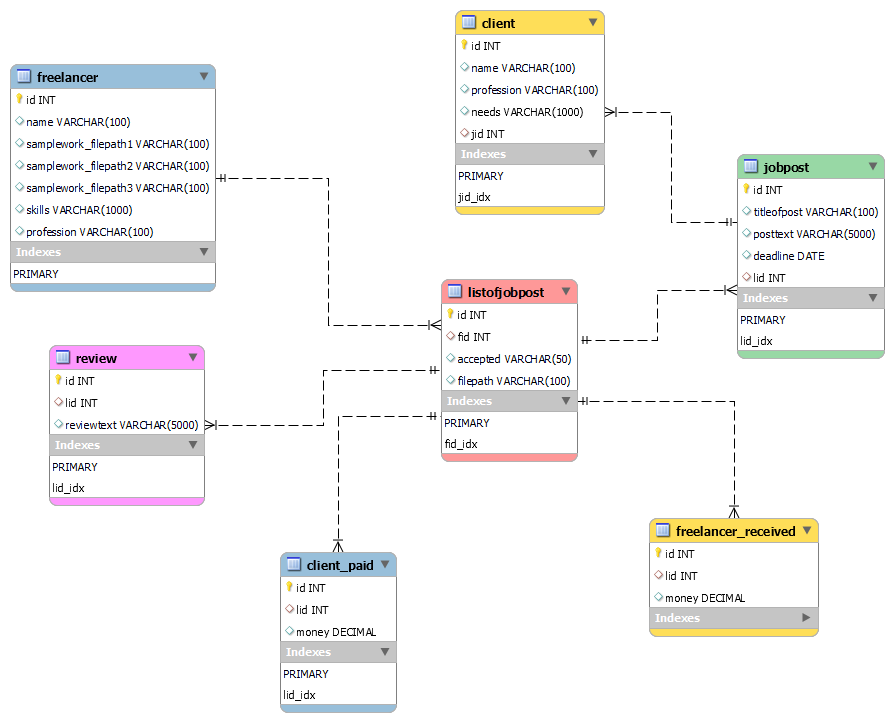 client
id INT
name VARCHAR(100)
profession VARCHAR(100)
needs VARCHAR(1000)
jid INT
Indexes
PRIMARY
jid_idx
freelancer
id INT
name VARCHAR(100)
samplework_filepath1 VARCHAR(100)
samplework_filepath2 VARCHAR(100)
samplework_filepath3 VARCHAR(100)
skills VARCHAR(1000)
profession VARCHAR(100)
Indexes
PRIMARY
jobpost
id INT
titleofpost VARCHAR(100)
posttext VARCHAR(5000)
deadline DATE
lid INT
Indexes
PRIMARY
lid_idx
listofjobpost
id INT
fid INT
accepted VARCHAR(50)
filepath VARCHAR(100)
Indexes
PRIMARY
fid_idx
review
id INT
lid INT
reviewtext VARCHAR(5000)
Indexes
PRIMARY
lid_idx
client_paid
id INT
lid INT
money DECIMAL
Indexes
PRIMARY
lid_idx
freelancer_received
id INT
lid INT
money DECIMAL
Indexes